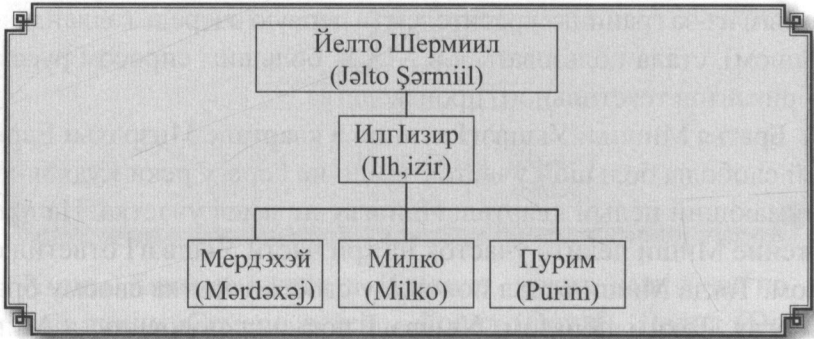 Йелто Шермиил
(Jəlto Şərmiil)
ИлгIизир
(Ilh,izir)
Мердэхэй
(Mərdəxəj)
Милко
(Milko)
Пурим
(Purim)